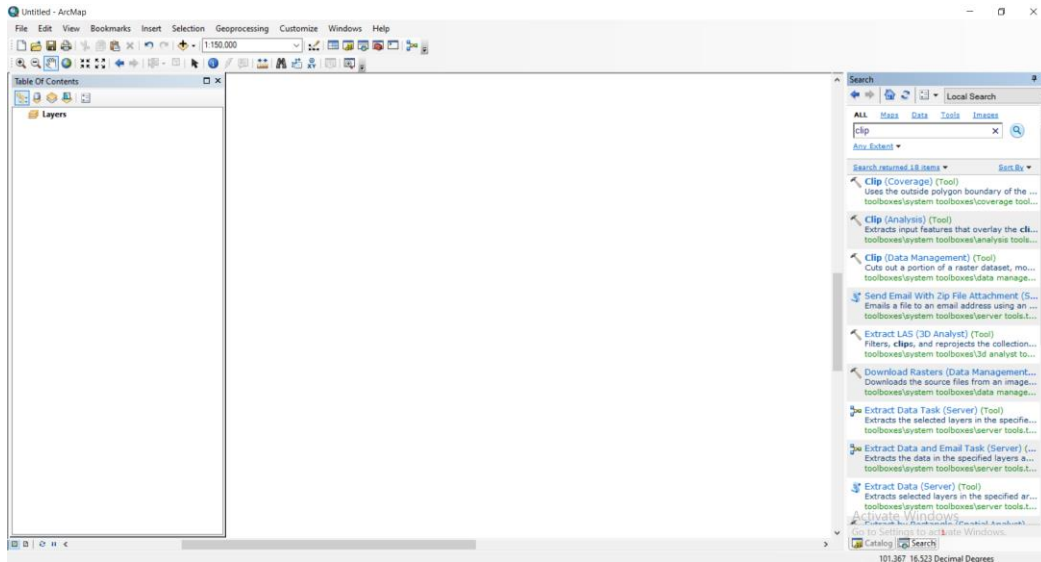 Untitled - ArcMap
File Edit View Bookmarks Insert Selection Geoprocessing Customize Windows Help
1:150.000
Table Of Contents
Layers
Search
Local Search
ALL Maps Data Tools Images
clip
Any Extent
Search returned 18 items Sort By
Clip (Coverage) (Tool)
Uses the outside polygon boundary of the ...
toolboxes\system toolboxes\coverage tool...
Clip (Analysis) (Tool)
Extracts input features that overlay the cli...
toolboxes\system toolboxes\analysis tools...
Clip (Data Management) (Tool)
Cuts out a portion of a raster dataset, mo...
toolboxes\system toolboxes\data manage...
Send Email With Zip File Attachment (S...
Emails a file to an email address using an ...
toolboxes\system toolboxes\server tools.t...
Extract LAS (3D Analyst) (Tool)
Filters, clips, and reprojects the collection...
toolboxes\system toolboxes\3d analyst to...
Download Rasters (Data Management...
Downloads the source files from an image...
toolboxes\system toolboxes\data manage...
Extract Data Task (Server) (Tool)
Extracts the selected layers in the specifie...
toolboxes\system toolboxes\server tools.t...
Extract Data and Email Task (Server) (...
Extracts the data in the specified layers a...
toolboxes\system toolboxes\server tools.t...
Extract Data (Server) (Tool)
Extracts selected layers in the specified ar...
toolboxes\system toolboxes\server tools.t...
Activate Windows
Extract by Rectangle (Spatial Analyst)
Go to Settings to activate Windows.
Catalog Search
101,367 16,523 Decimal Degrees